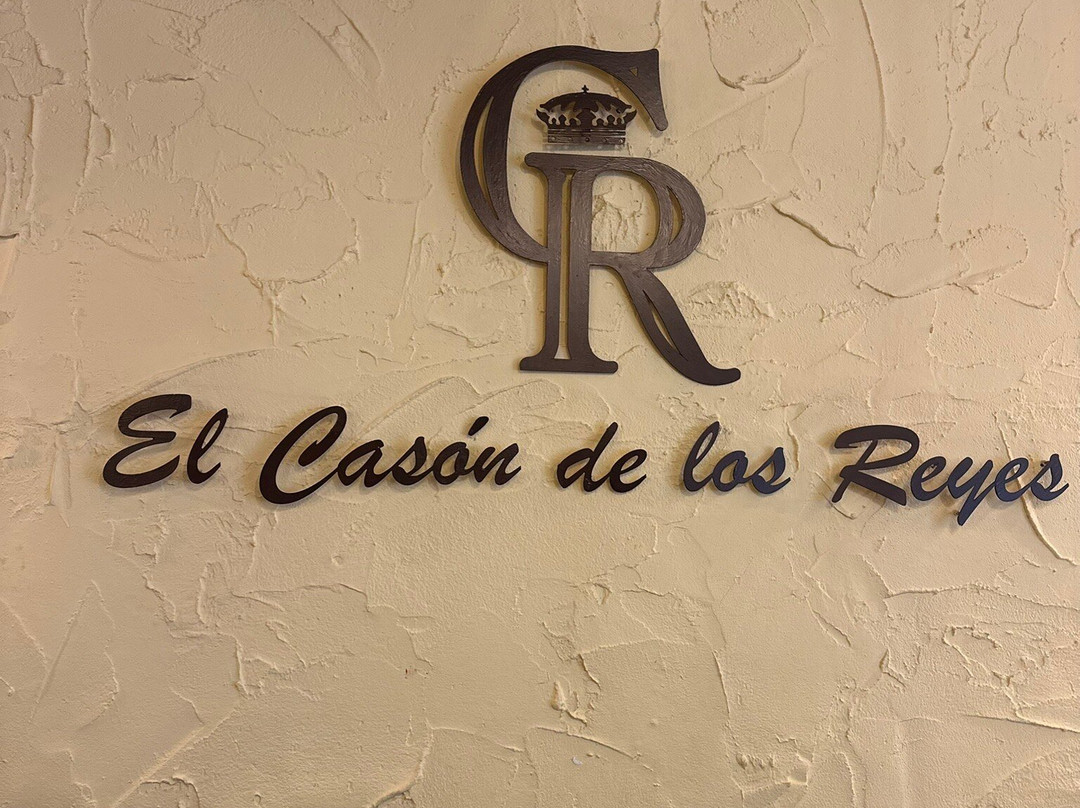 CR
El Casón de los Reyes